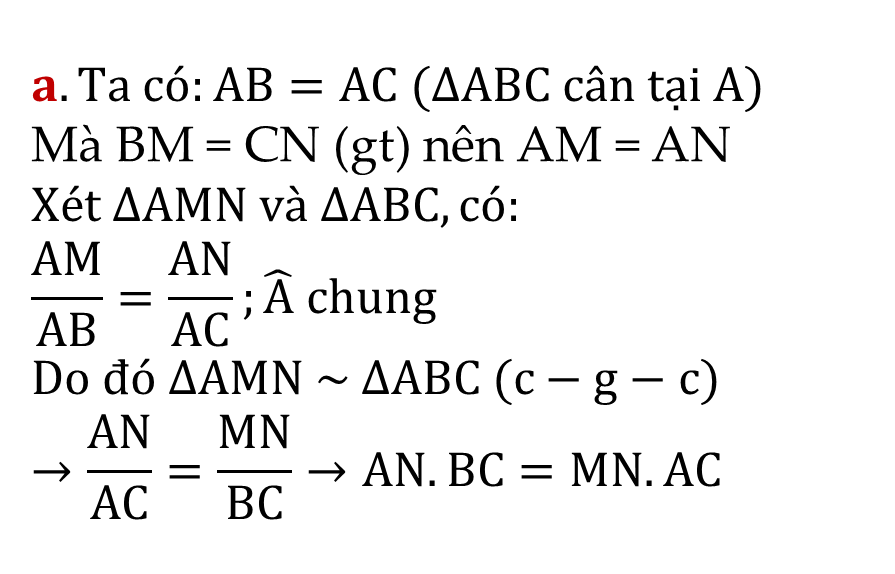 a. Ta có: AB = AC (ΔABC cân tại A)
Mà BM = CN (gt) nên AM = AN
Xét ΔAMN và ΔABC, có:
AM/AB = AN/AC ; Â chung
Do đó ΔAMN ~ ΔABC (c − g − c)
→ AN/AC = MN/BC → AN. BC = MN. AC